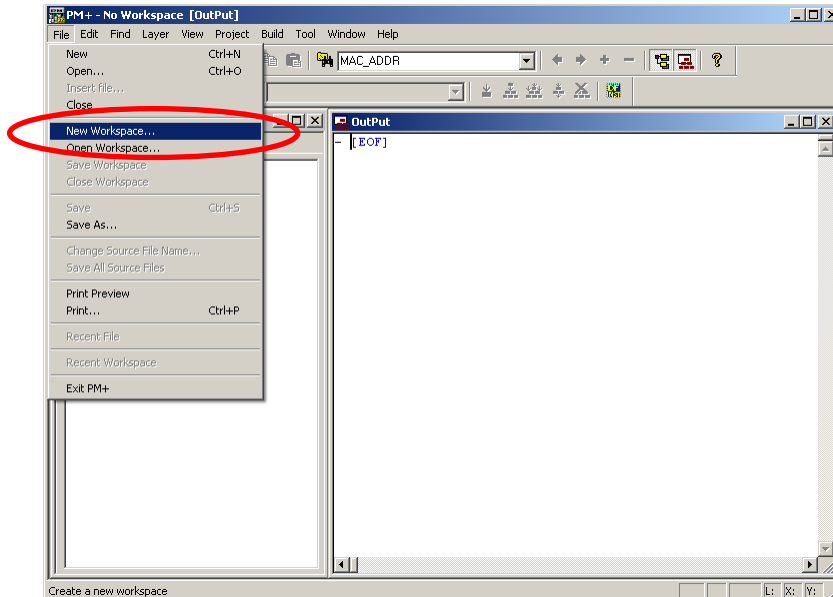 PM+ - No Workspace [OutPut]
File Edit Find Layer View Project Build Tool Window Help
New Ctrl+N
Open... Ctrl+O
Insert file...
Close
New Workspace...
Open Workspace...
Save Workspace
Close Workspace
Save Ctrl+S
Save As...
Change Source File Name...
Save All Source Files
Print Preview
Print... Ctrl+P
Recent File
Recent Workspace
Exit PM+
MAC_ADDR
OutPut
[EOF]
Create a new workspace
L: X: Y: